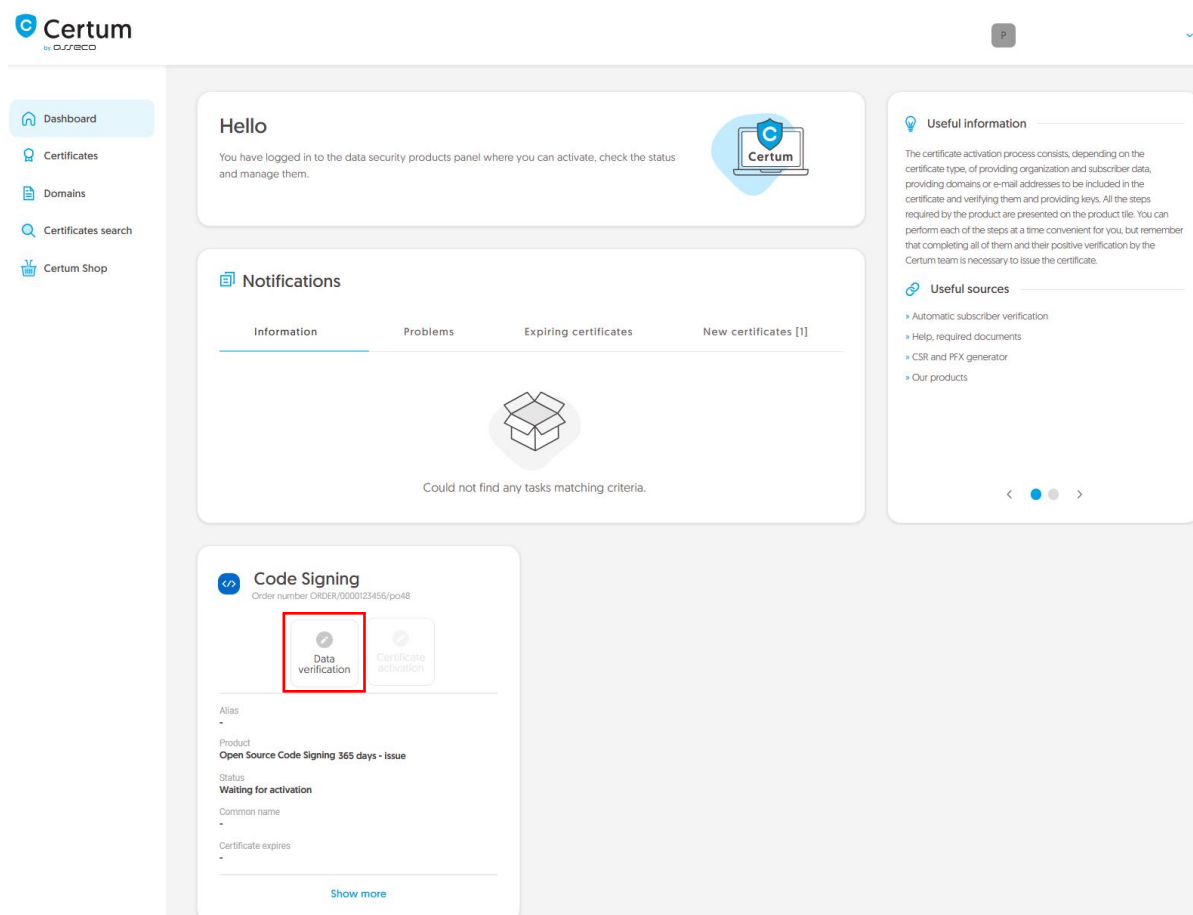 Certum
by asseco
P
Dashboard
Certificates
Domains
Certificates search
Certum Shop
Hello
You have logged in to the data security products panel where you can activate, check the status
and manage them.
Certum
Notifications
Information
Problems
Expiring certificates
New certificates [1]
Could not find any tasks matching criteria.
Useful information
The certificate activation process consists, depending on the
certificate type, of providing organization and subscriber data,
providing domains or e-mail addresses to be included in the
certificate and verifying them and providing keys. All the steps
required by the product are presented on the product tile. You can
perform each of the steps at a time convenient for you, but remember
that completing all of them and their positive verification by the
Certum team is necessary to issue the certificate.
Useful sources
» Automatic subscriber verification
» Help, required documents
» CSR and PFX generator
» Our products
Code Signing
Order number ORDER/0000123456/po48
Data
verification
Certificate
activation
Alias
-
Product
Open Source Code Signing 365 days - issue
Status
Waiting for activation
Common name
-
Certificate expires
-
Show more